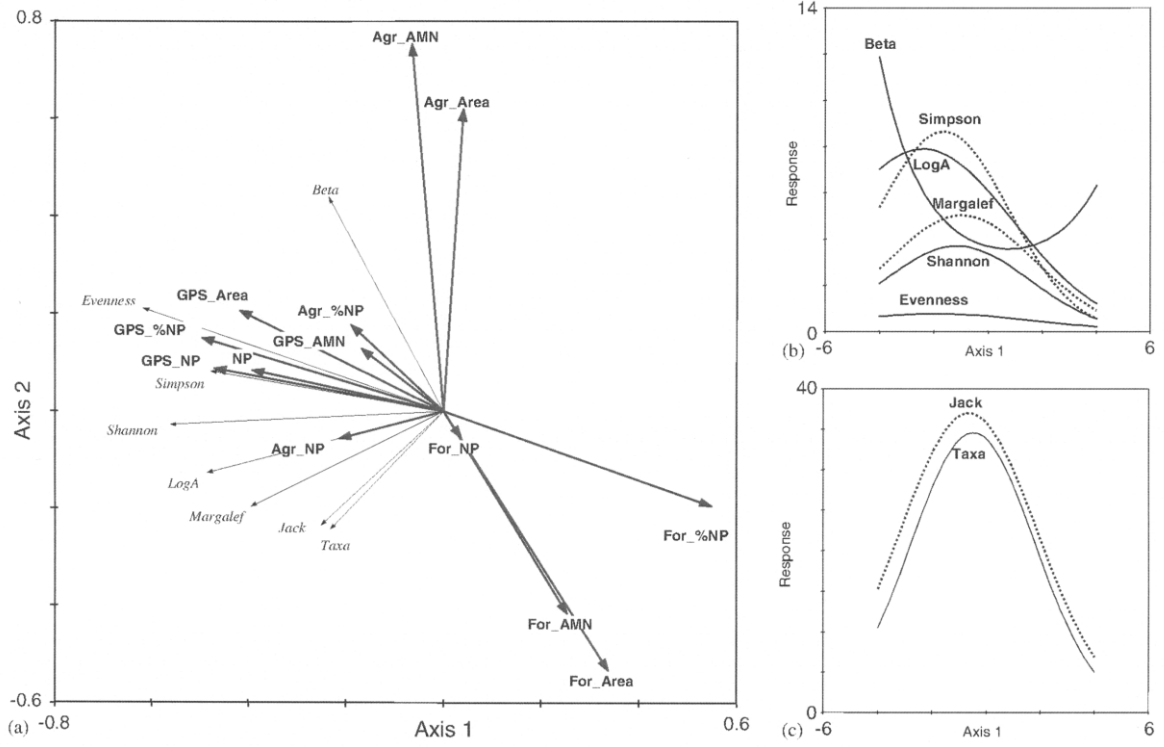 0.8
Agr_AMN
Agr_Area
Beta
Evenness
GPS_Area
Agr_%NP
GPS_%NP
GPS_AMN
GPS_NP
NP
Simpson
Shannon
Agr_NP
For_NP
LogA
Margalef
Jack
Taxa
For_%NP
For_AMN
For_Area
Axis 2
-0.6
(a)
-0.8
Axis 1
0.6
14
Beta
Simpson
LogA
Margalef
Shannon
Evenness
Response
0
(b)
-6
Axis 1
6
40
Jack
Taxa
Response
0
(c)
-6
Axis 1
6